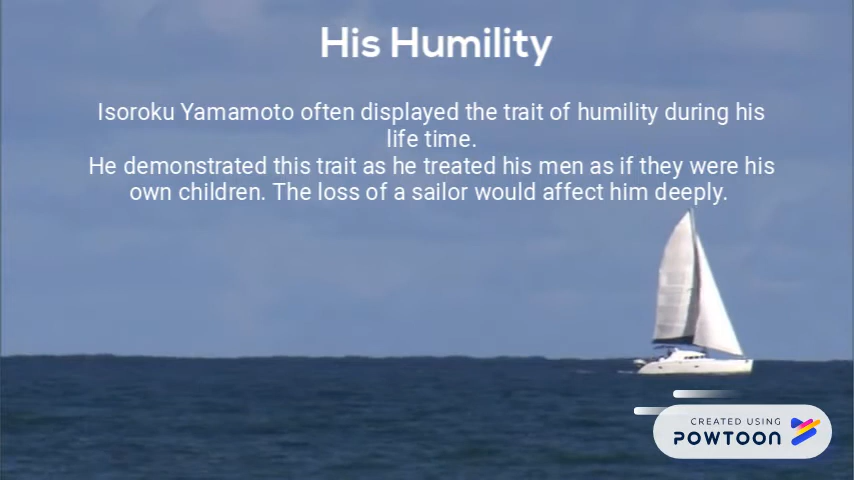 His Humility
Isoroku Yamamoto often displayed the trait of humility during his
life time.
He demonstrated this trait as he treated his men as if they were his
own children. The loss of a sailor would affect him deeply.
CREATED USING
POWTOON